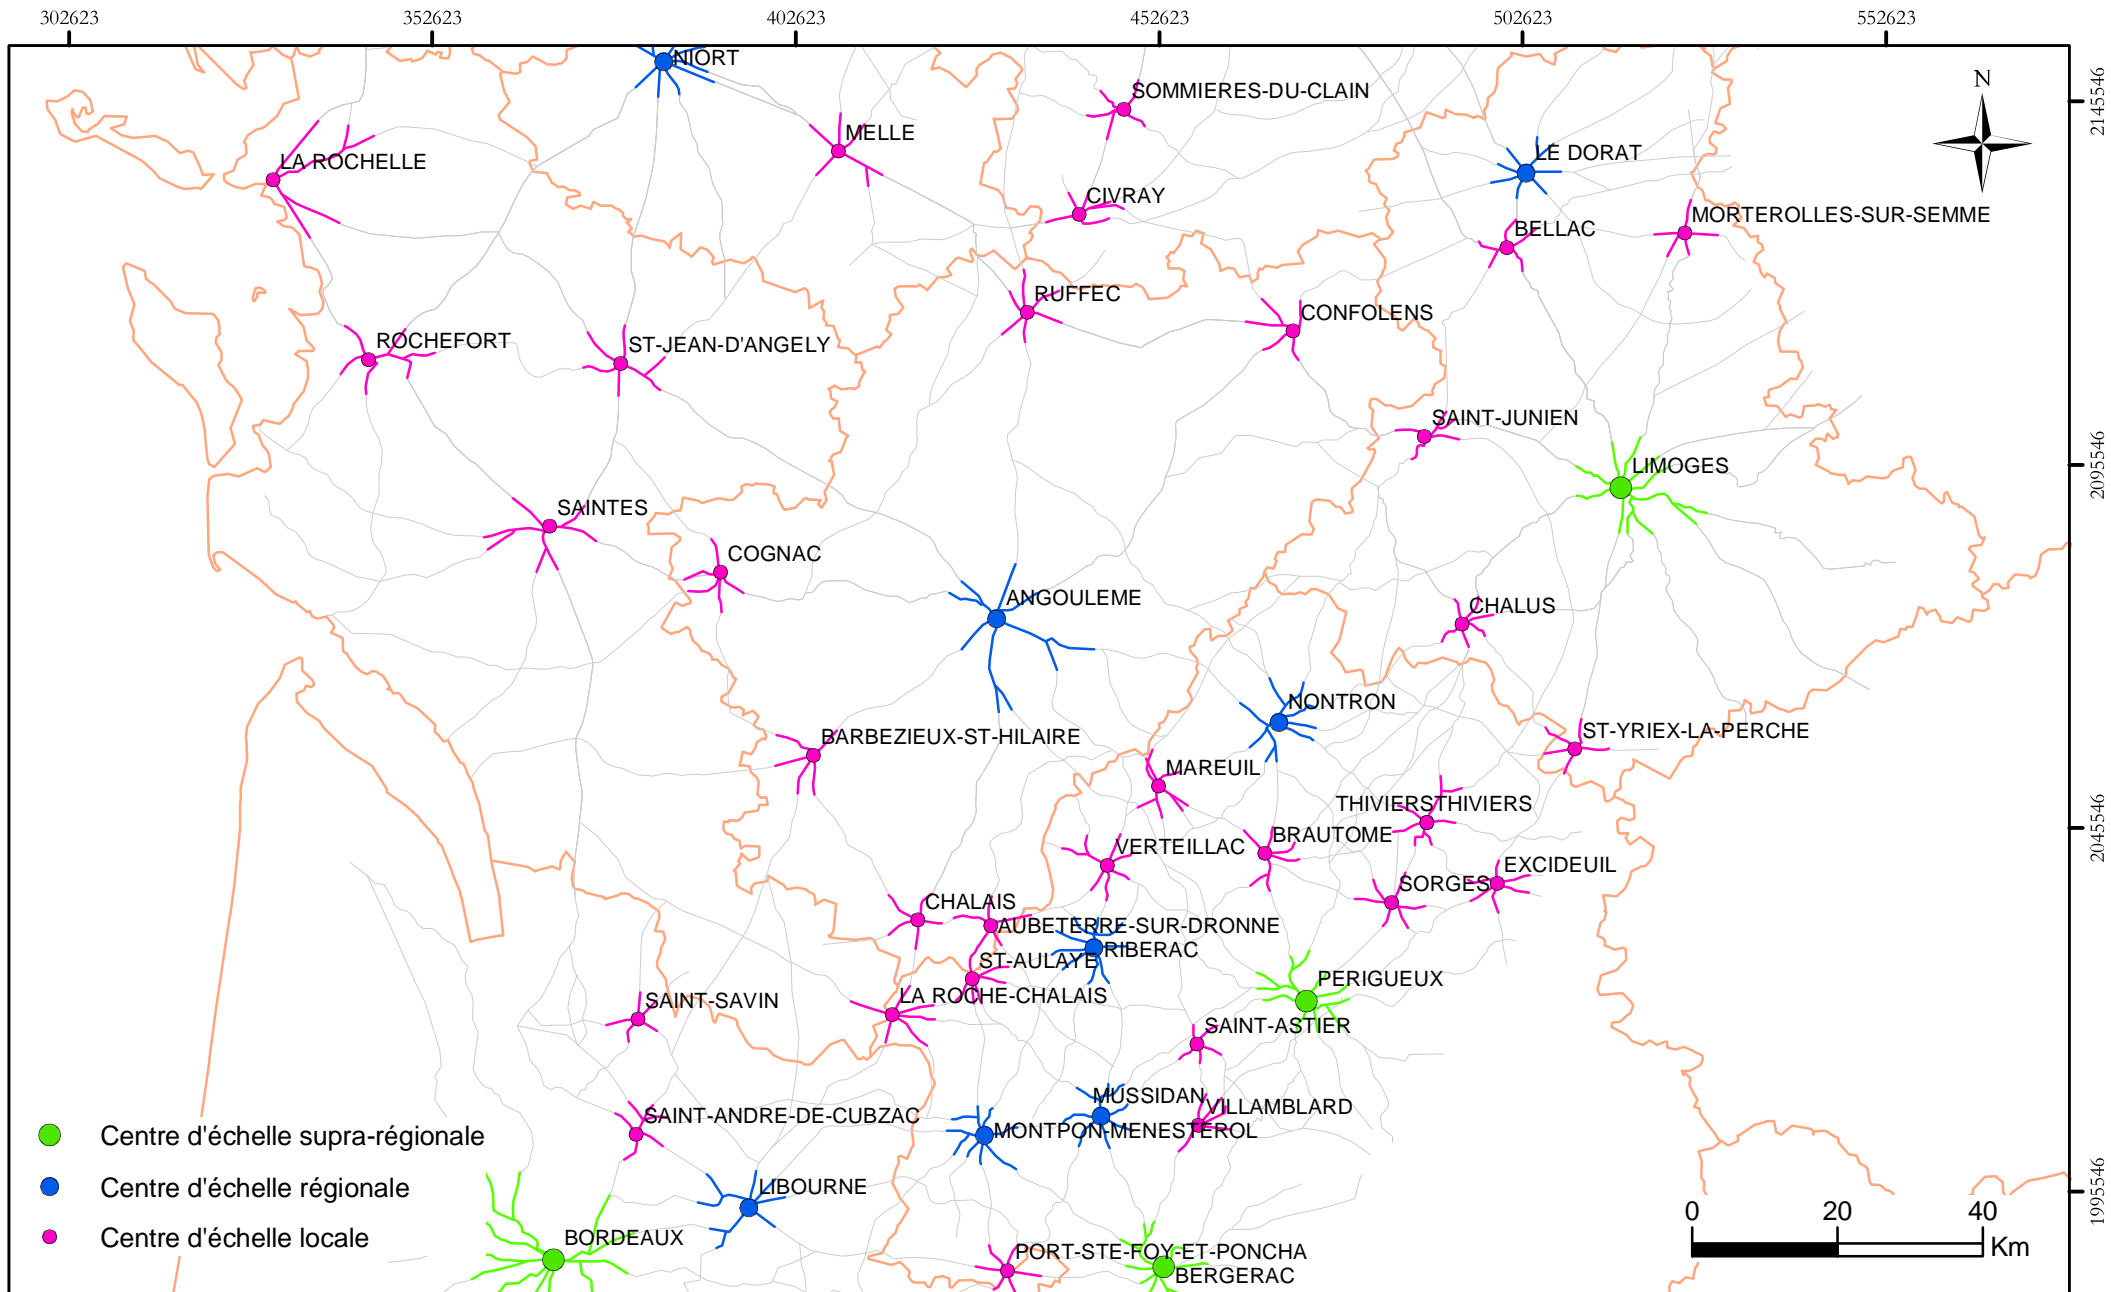 302623 352623 402623 452623 502623 552623
NIORT
SOMMIERES-DU-CLAIN
N
2145546
MELLE
LA ROCHELLE
LE DORAT
CIVRAY
MORTEROLLES-SUR-SEMME
BELLAC
RUFFEC
CONFOLENS
ROCHEFORT
ST-JEAN-D'ANGELY
SAINT-JUNIEN
LIMOGES
2095546
SAINTES
COGNAC
ANGOULEME
CHALUS
NONTRON
BARBEZIEUX-ST-HILAIRE
ST-YRIEX-LA-PERCHE
MAREUIL
THIVIERSTHIVIERS
BRAUTOME
VERTEILLAC
2045546
EXCIDEUIL
SORGES
CHALAIS
AUBETERRE-SUR-DRONNE
RIBERAC
ST-AULAYE
PERIGUEUX
LA ROCHE-CHALAIS
SAINT-SAVIN
SAINT-ASTIER
MUSSIDAN
VILLAMBLARD
SAINT-ANDRE-DE-CUBZAC
MONTPON-MENESTEROL
Centre d'échelle supra-régionale
Centre d'échelle régionale
Centre d'échelle locale
LIBOURNE
1995546
BORDEAUX
PORT-STE-FOY-ET-PONCHA
BERGERAC
0 20 40
Km